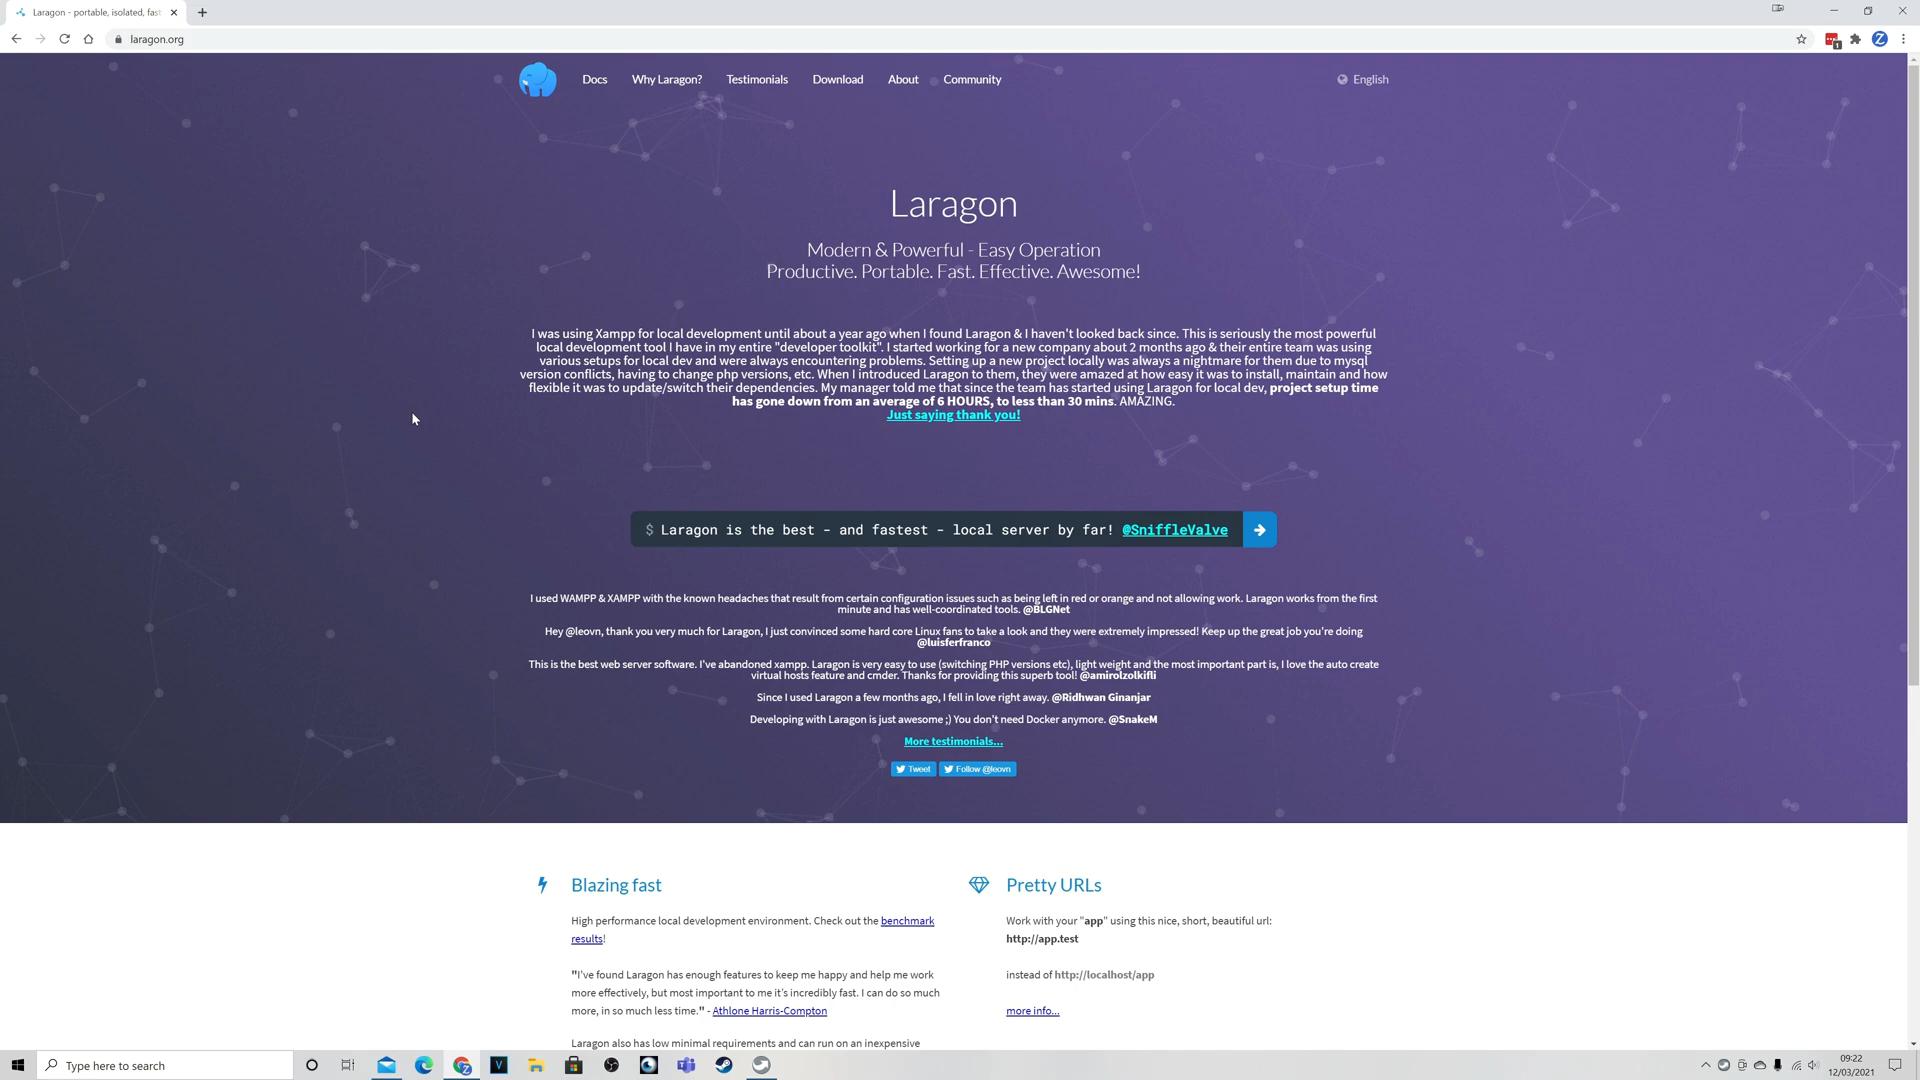 Laragon - portable, isolated, fast
laragon.org
Docs
Why Laragon?
Testimonials
Download
About
Community
English
Laragon
Modern & Powerful - Easy Operation
Productive. Portable. Fast. Effective. Awesome!
I was using Xampp for local development until about a year ago when I found Laragon & I haven't looked back since. This is seriously the most powerful
local development tool I have in my entire "developer toolkit". I started working for a new company about 2 months ago & their entire team was using
various setups for local dev and were always encountering problems. Setting up a new project locally was always a nightmare for them due to mysql
version conflicts, having to change php versions, etc. When I introduced Laragon to them, they were amazed at how easy it was to install, maintain and how
flexible it was to update/switch their dependencies. My manager told me that since the team has started using Laragon for local dev, project setup time
has gone down from an average of 6 HOURS, to less than 30 mins. AMAZING.
Just saying thank you!
$ Laragon is the best - and fastest - local server by far! @SniffleValve
I used WAMPP & XAMPP with the known headaches that result from certain configuration issues such as being left in red or orange and not allowing work. Laragon works from the first
minute and has well-coordinated tools. @BLGNet
Hey @leovn, thank you very much for Laragon, I just convinced some hard core Linux fans to take a look and they were extremely impressed! Keep up the great job you're doing
@luisferfranco
This is the best web server software. I've abandoned xampp. Laragon is very easy to use (switching PHP versions etc), light weight and the most important part is, I love the auto create
virtual hosts feature and cmder. Thanks for providing this superb tool! @amirolzolkifli
Since I used Laragon a few months ago, I fell in love right away. @Ridhwan Ginanjar
Developing with Laragon is just awesome ;) You don't need Docker anymore. @SnakeM
More testimonials...
Tweet
Follow @leovn
Blazing fast
High performance local development environment. Check out the benchmark
results!
"I've found Laragon has enough features to keep me happy and help me work
more effectively, but most important to me it's incredibly fast. I can do so much
more, in so much less time." - Athlone Harris-Compton
Laragon also has low minimal requirements and can run on an inexpensive
Pretty URLs
Work with your "app" using this nice, short, beautiful url:
http://app.test
instead of http://localhost/app
more info...
Type here to search
09:22
12/03/2021